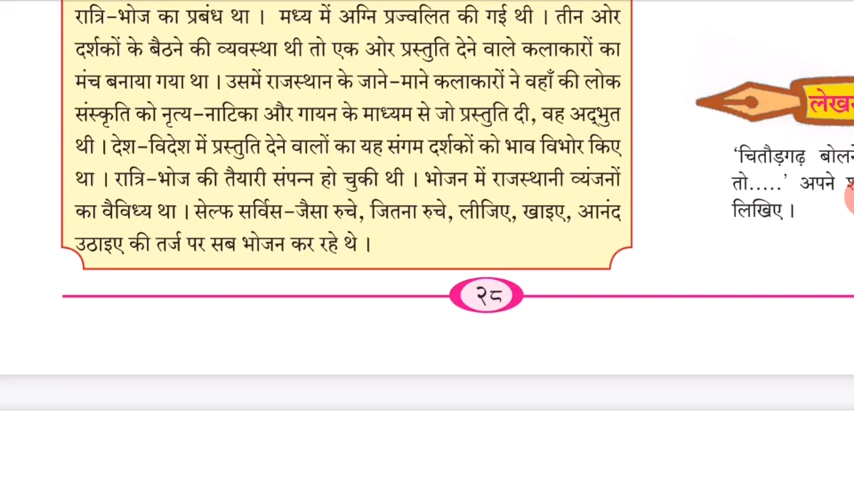 रात्रि-भोज का प्रबंध था । मध्य में अग्नि प्रज्वलित की गई थी । तीन ओर
दर्शकों के बैठने की व्यवस्था थी तो एक ओर प्रस्तुति देने वाले कलाकारों का
मंच बनाया गया था । उसमें राजस्थान के जाने-माने कलाकारों ने वहाँ की लोक
संस्कृति को नृत्य-नाटिका और गायन के माध्यम से जो प्रस्तुति दी, वह अद्भुत
थी । देश-विदेश में प्रस्तुति देने वालों का यह संगम दर्शकों को भाव विभोर किए
था । रात्रि-भोज की तैयारी संपन्न हो चुकी थी । भोजन में राजस्थानी व्यंजनों
का वैविध्य था । सेल्फ सर्विस-जैसा रुचे, जितना रुचे, लीजिए, खाइए, आनंद
उठाइए की तर्ज पर सब भोजन कर रहे थे ।
२८
'चितौड़गढ़
तो.....' अपने
लिखिए ।